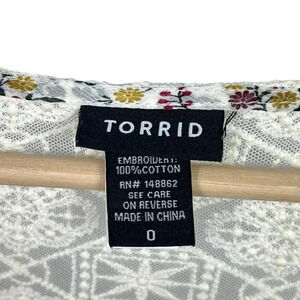 TORRID
EMBROIDERY:
100%COTTON
RN# 148862
SEE CARE
ON REVERSE
MADE IN CHINA
0